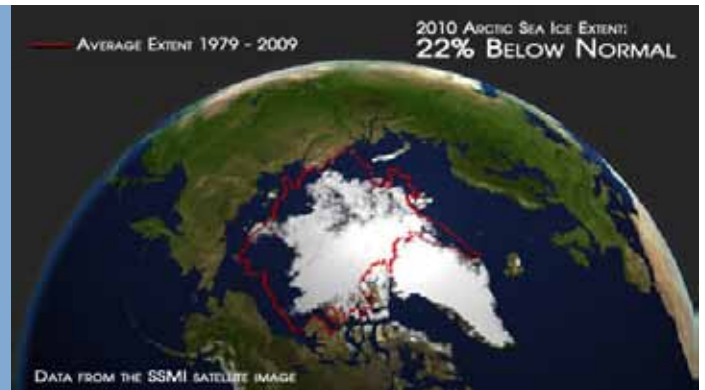 Average Extent 1979 - 2009
2010 Arctic Sea Ice Extent:
22% Below Normal
Data from the SSMI satellite image